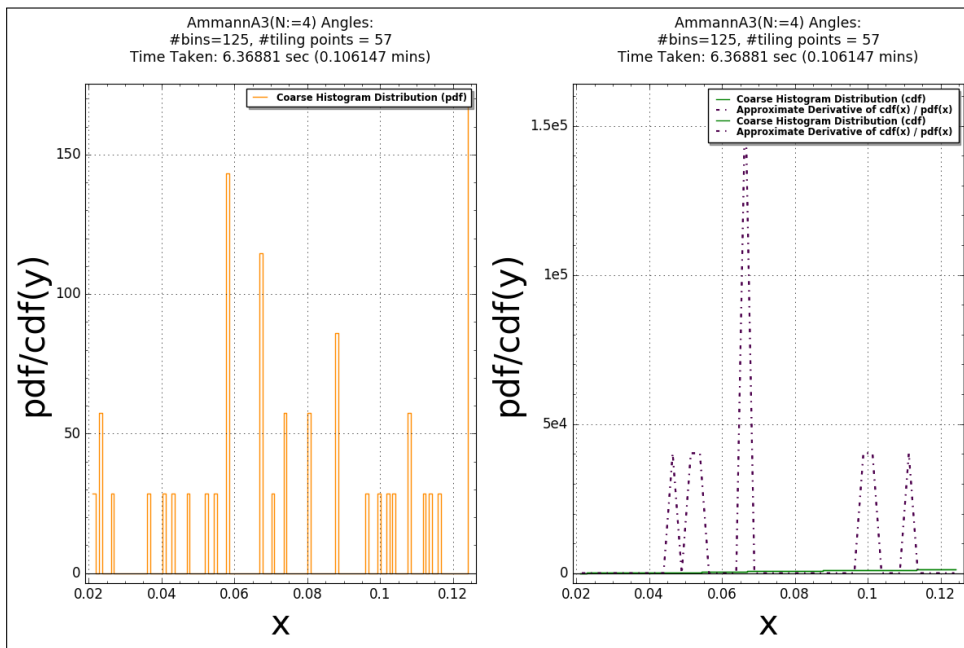 AmmannA3(N:=4) Angles:
#bins=125, #tiling points = 57
Time Taken: 6.36881 sec (0.106147 mins)
Coarse Histogram Distribution (pdf)
150
100
50
0
pdf/cdf(y)
0.02 0.04 0.06 0.08 0.1 0.12
x
AmmannA3(N:=4) Angles:
#bins=125, #tiling points = 57
Time Taken: 6.36881 sec (0.106147 mins)
Coarse Histogram Distribution (cdf)
Approximate Derivative of cdf(x) / pdf(x)
Coarse Histogram Distribution (cdf)
Approximate Derivative of cdf(x) / pdf(x)
1.5e5
1e5
5e4
0
pdf/cdf(y)
0.02 0.04 0.06 0.08 0.1 0.12
x